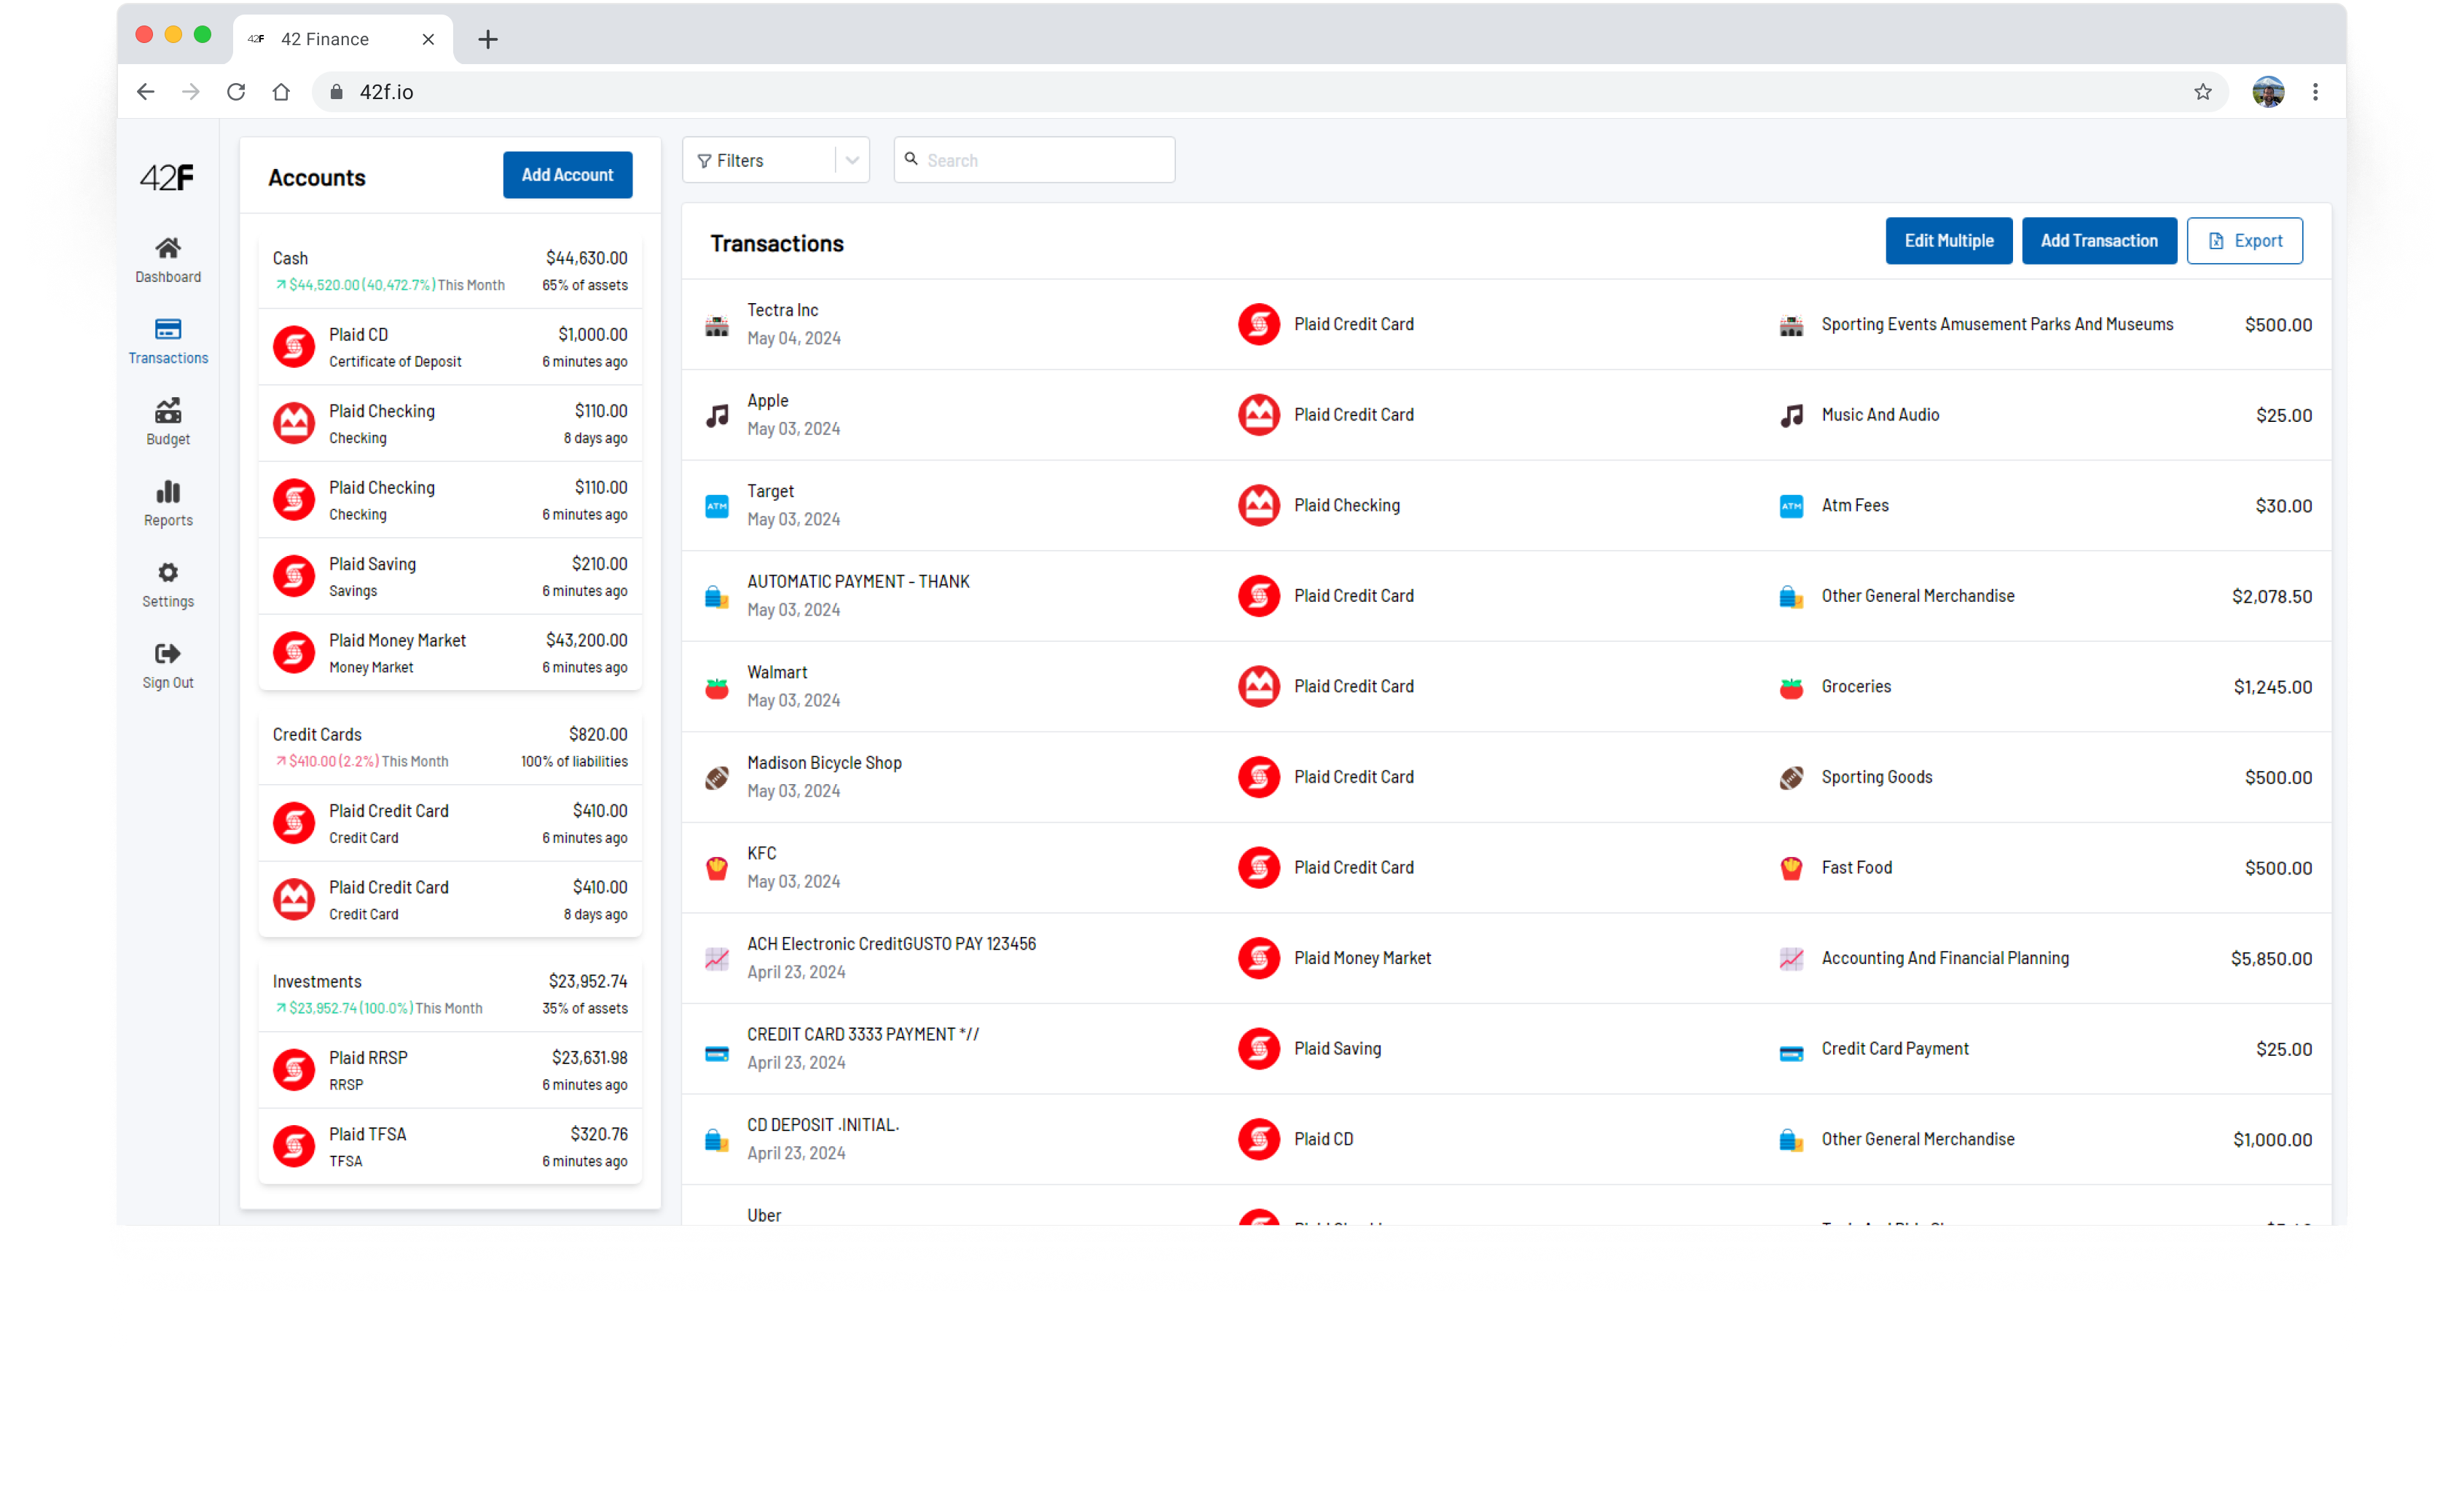 42F 42 Finance
42f.io
42F
Dashboard
Transactions
Budget
Reports
Settings
Sign Out
Accounts
Add Account
Cash $44,630.00
$44,520.00 (40,472.7%) This Month 65% of assets
Plaid CD $1,000.00
Certificate of Deposit 6 minutes ago
Plaid Checking $110.00
Checking 8 days ago
Plaid Checking $110.00
Checking 6 minutes ago
Plaid Saving $210.00
Savings 6 minutes ago
Plaid Money Market $43,200.00
Money Market 6 minutes ago
Credit Cards $820.00
$410.00 (2.2%) This Month 100% of liabilities
Plaid Credit Card $410.00
Credit Card 6 minutes ago
Plaid Credit Card $410.00
Credit Card 8 days ago
Investments $23,952.74
$23,952.74 (100.0%) This Month 35% of assets
Plaid RRSP $23,631.98
RRSP 6 minutes ago
Plaid TFSA $320.76
TFSA 6 minutes ago
Filters Search
Transactions
Edit Multiple Add Transaction Export
Tectra Inc
May 04, 2024
Plaid Credit Card Sporting Events Amusement Parks And Museums $500.00
Apple
May 03, 2024
Plaid Credit Card Music And Audio $25.00
Target
May 03, 2024
Plaid Checking ATM Atm Fees $30.00
AUTOMATIC PAYMENT - THANK
May 03, 2024
Plaid Credit Card Other General Merchandise $2,078.50
Walmart
May 03, 2024
Plaid Credit Card Groceries $1,245.00
Madison Bicycle Shop
May 03, 2024
Plaid Credit Card Sporting Goods $500.00
KFC
May 03, 2024
Plaid Credit Card Fast Food $500.00
ACH Electronic CreditGUSTO PAY 123456
April 23, 2024
Plaid Money Market Accounting And Financial Planning $5,850.00
CREDIT CARD 3333 PAYMENT *//
April 23, 2024
Plaid Saving Credit Card Payment $25.00
CD DEPOSIT .INITIAL.
April 23, 2024
Plaid CD Other General Merchandise $1,000.00
Uber